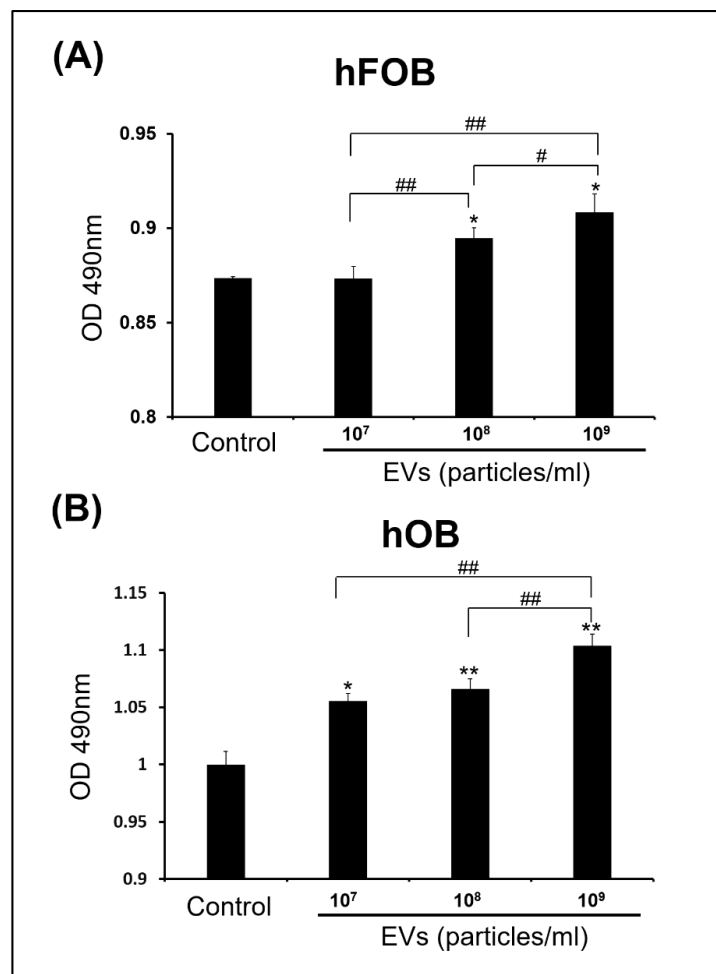 (A)
hFOB
##
0.95
#
##
*
*
0.9
OD 490nm
0.85
0.8
Control
10⁷
10⁸
10⁹
EVs (particles/ml)
(B)
hOB
##
1.15
##
**
1.1
**
*
1.05
OD 490nm
1
0.95
0.9
Control
10⁷
10⁸
10⁹
EVs (particles/ml)